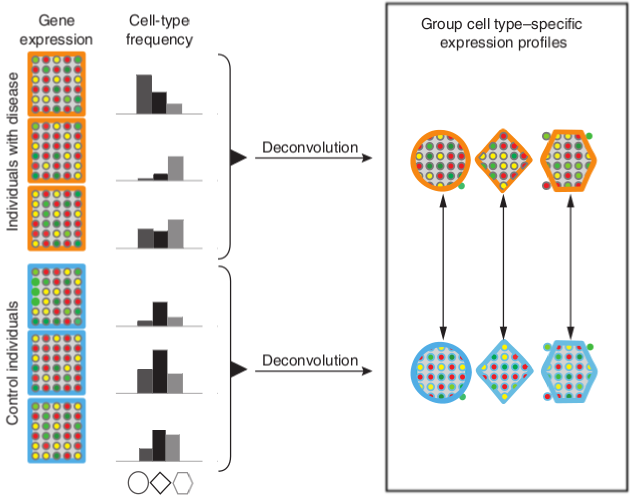 Gene
expression
Cell-type
frequency
Group cell type–specific
expression profiles
Individuals with disease
Deconvolution
Control individuals
Deconvolution